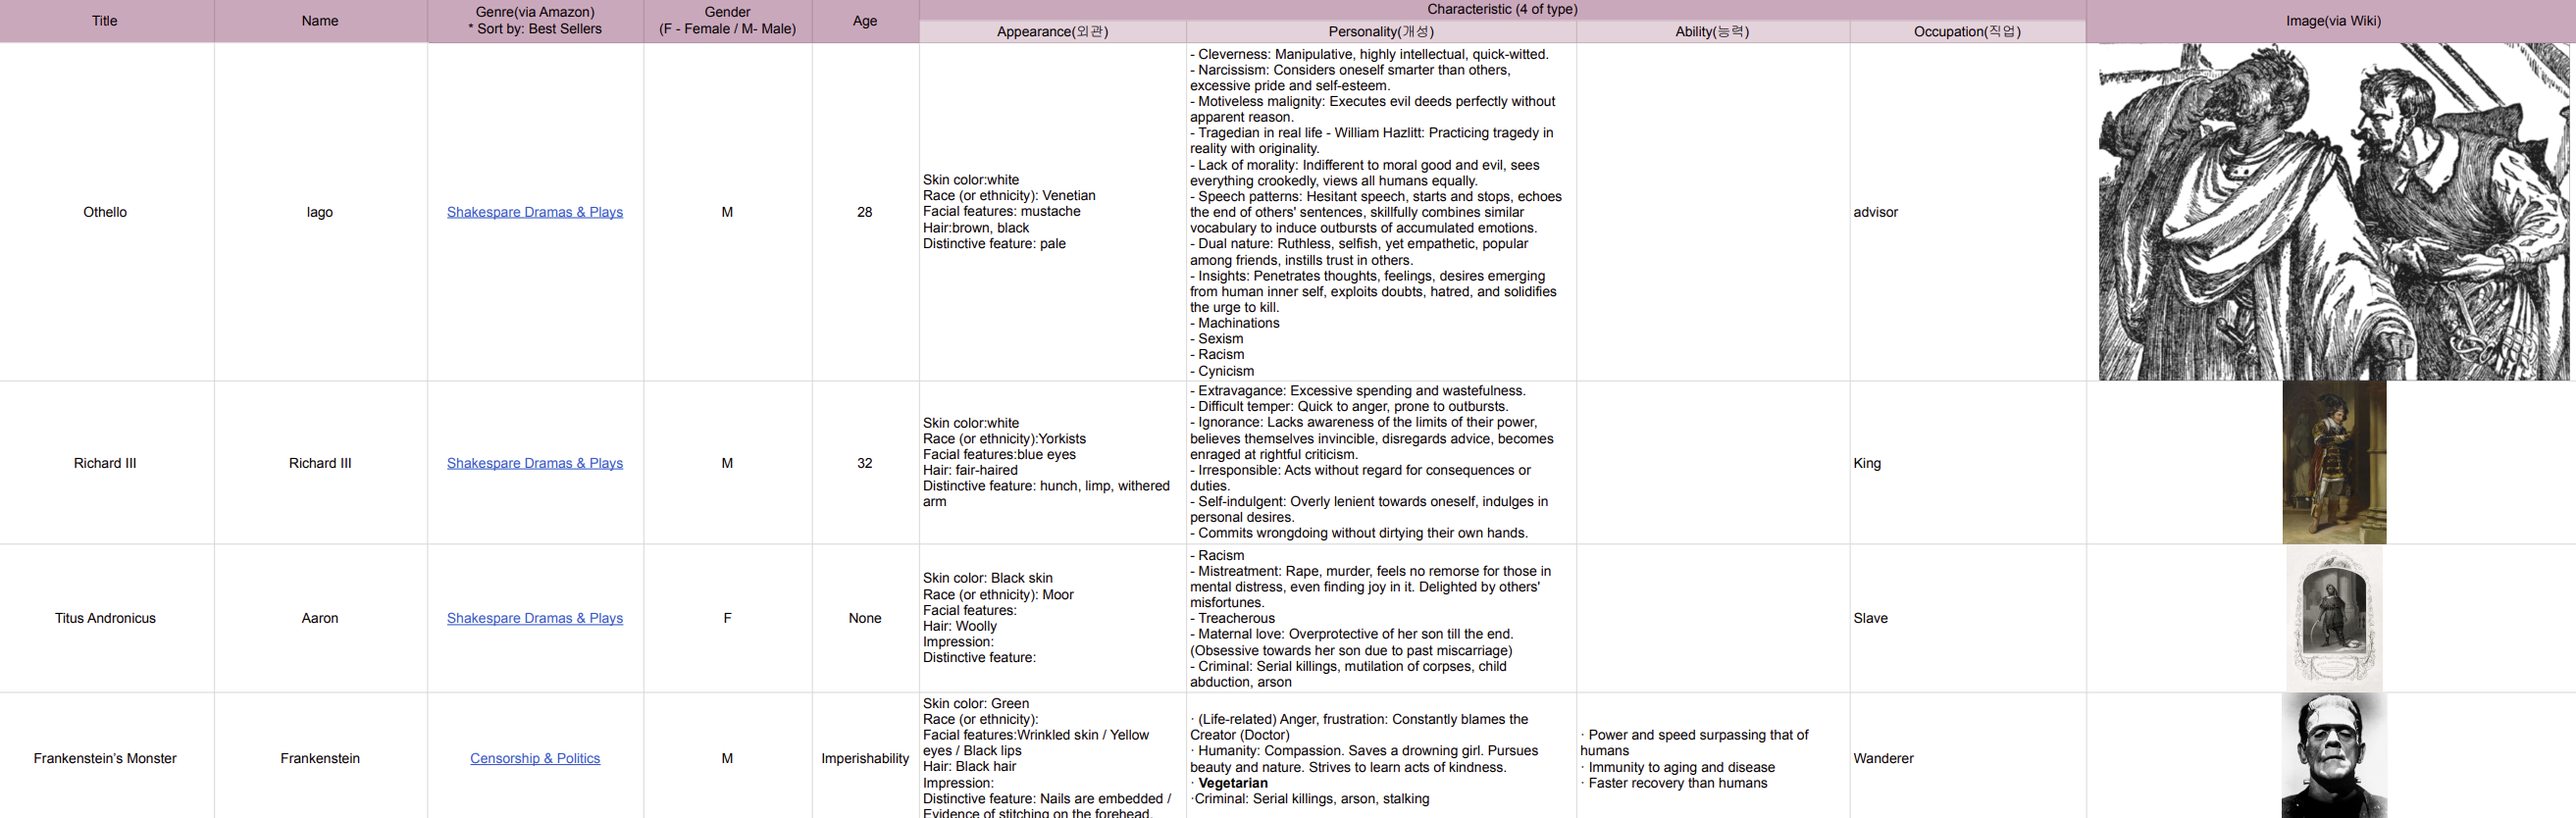 Title
Name
Genre(via Amazon)
* Sort by: Best Sellers
Gender
(F - Female / M- Male)
Age
Characteristic (4 of type)
Appearance(외관)
Personality(개성)
Ability(능력)
Occupation(직업)
Image(via Wiki)
Othello
Iago
Shakespare Dramas & Plays
M
28
Skin color:white
Race (or ethnicity): Venetian
Facial features: mustache
Hair:brown, black
Distinctive feature: pale
- Cleverness: Manipulative, highly intellectual, quick-witted.
- Narcissism: Considers oneself smarter than others,
excessive pride and self-esteem.
- Motiveless malignity: Executes evil deeds perfectly without
apparent reason.
- Tragedian in real life - William Hazlitt: Practicing tragedy in
reality with originality.
- Lack of morality: Indifferent to moral good and evil, sees
everything crookedly, views all humans equally.
- Speech patterns: Hesitant speech, starts and stops, echoes
the end of others' sentences, skillfully combines similar
vocabulary to induce outbursts of accumulated emotions.
- Dual nature: Ruthless, selfish, yet empathetic, popular
among friends, instills trust in others.
- Insights: Penetrates thoughts, feelings, desires emerging
from human inner self, exploits doubts, hatred, and solidifies
the urge to kill.
- Machinations
- Sexism
- Racism
- Cynicism
advisor
Richard III
Richard III
Shakespare Dramas & Plays
M
32
Skin color:white
Race (or ethnicity):Yorkists
Facial features:blue eyes
Hair: fair-haired
Distinctive feature: hunch, limp, withered
arm
- Extravagance: Excessive spending and wastefulness.
- Difficult temper: Quick to anger, prone to outbursts.
- Ignorance: Lacks awareness of the limits of their power,
believes themselves invincible, disregards advice, becomes
enraged at rightful criticism.
- Irresponsible: Acts without regard for consequences or
duties.
- Self-indulgent: Overly lenient towards oneself, indulges in
personal desires.
- Commits wrongdoing without dirtying their own hands.
King
Titus Andronicus
Aaron
Shakespare Dramas & Plays
F
None
Skin color: Black skin
Race (or ethnicity): Moor
Facial features:
Hair: Woolly
Impression:
Distinctive feature:
- Racism
- Mistreatment: Rape, murder, feels no remorse for those in
mental distress, even finding joy in it. Delighted by others'
misfortunes.
- Treacherous
- Maternal love: Overprotective of her son till the end.
(Obsessive towards her son due to past miscarriage)
- Criminal: Serial killings, mutilation of corpses, child
abduction, arson
Slave
Frankenstein's Monster
Frankenstein
Censorship & Politics
M
Imperishability
Skin color: Green
Race (or ethnicity):
Facial features:Wrinkled skin / Yellow
eyes / Black lips
Hair: Black hair
Impression:
Distinctive feature: Nails are embedded /
Evidence of stitching on the forehead.
· (Life-related) Anger, frustration: Constantly blames the
Creator (Doctor)
· Humanity: Compassion. Saves a drowning girl. Pursues
beauty and nature. Strives to learn acts of kindness.
· Vegetarian
·Criminal: Serial killings, arson, stalking
· Power and speed surpassing that of
humans
· Immunity to aging and disease
· Faster recovery than humans
Wanderer